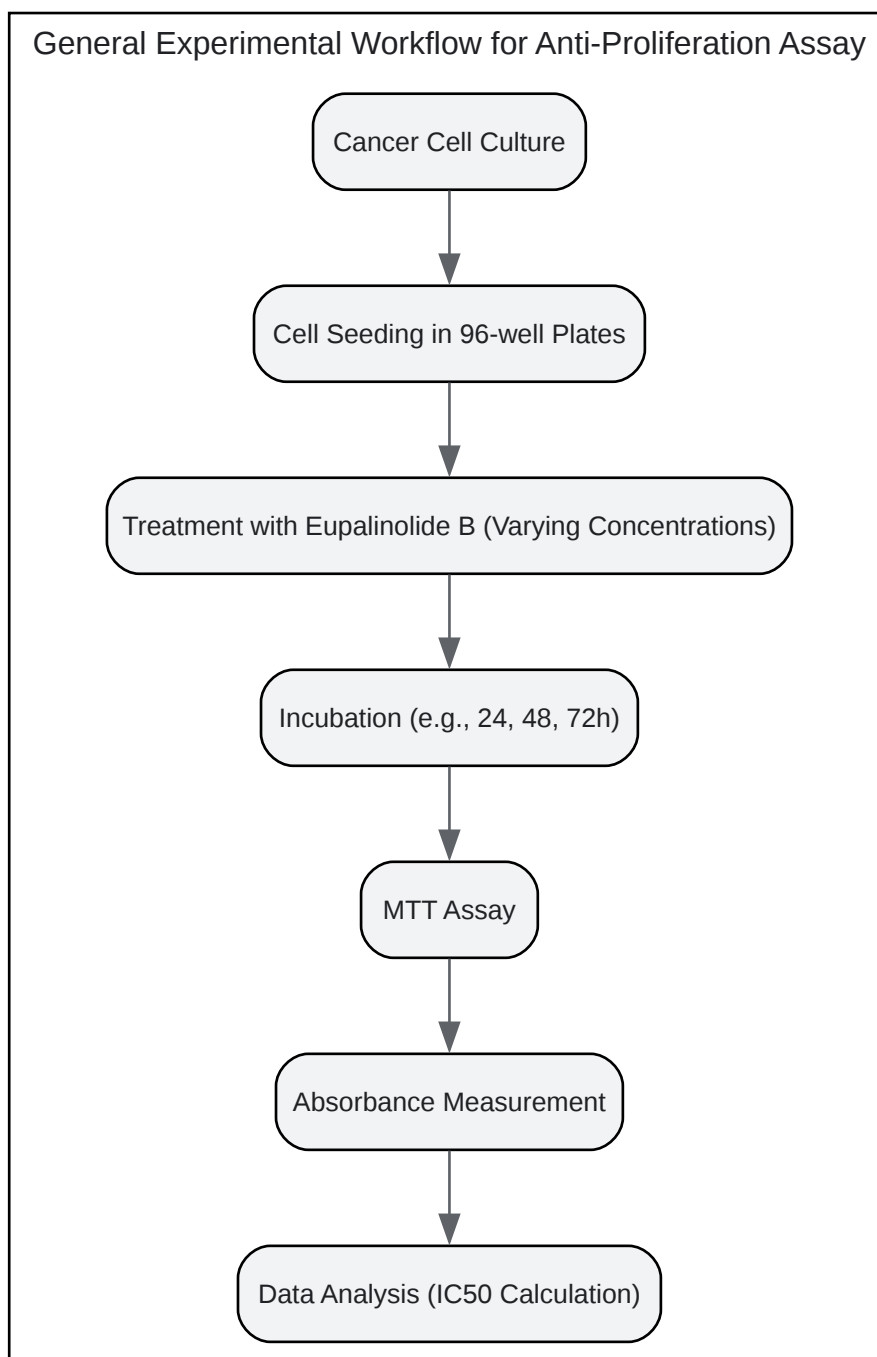 General Experimental Workflow for Anti-Proliferation Assay
Cancer Cell Culture
Cell Seeding in 96-well Plates
Treatment with Eupalinolide B (Varying Concentrations)
Incubation (e.g., 24, 48, 72h)
MTT Assay
Absorbance Measurement
Data Analysis (IC50 Calculation)